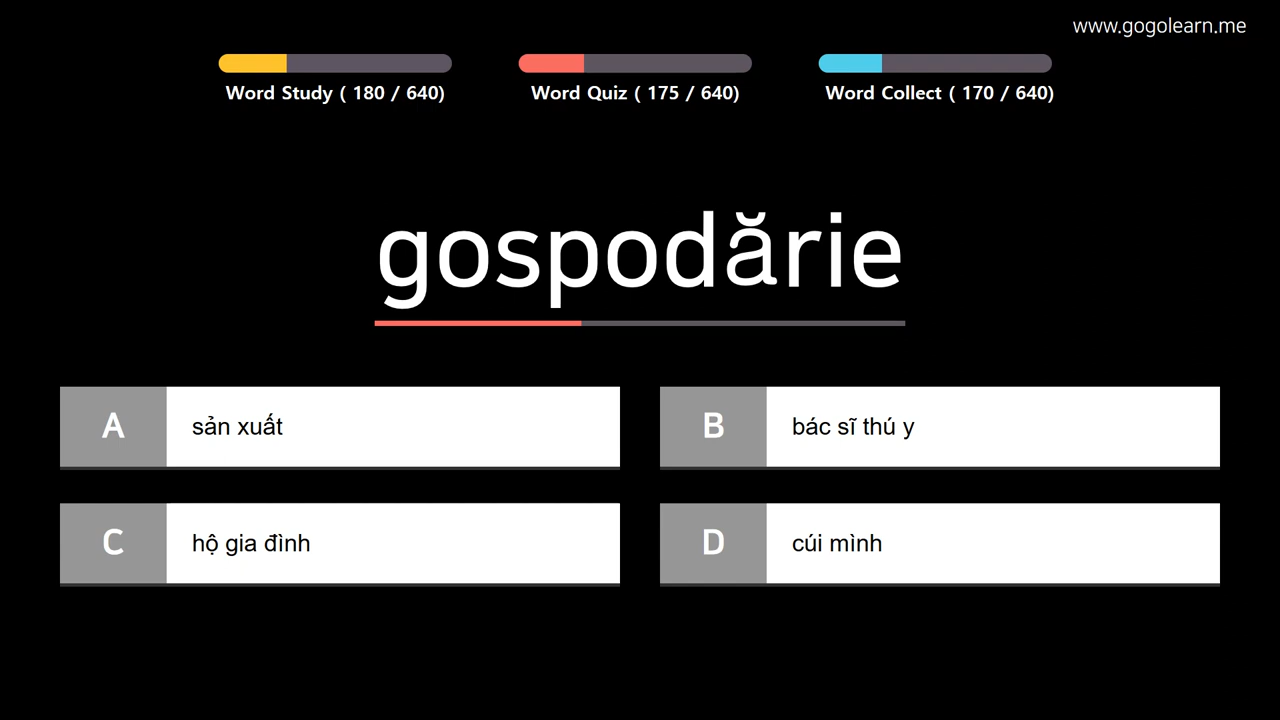 www.gogolearn.me
Word Study ( 180 / 640)
Word Quiz ( 175 / 640)
Word Collect ( 170 / 640)
gospodărie
A
sản xuất
B
bác sĩ thú y
C
hộ gia đình
D
cúi mình